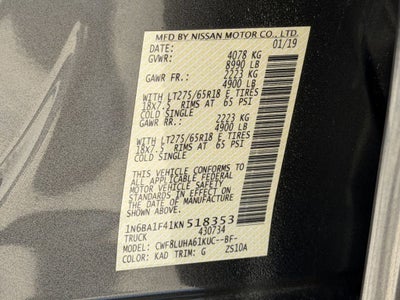 MFD BY NISSAN MOTOR CO., LTD.
DATE: 01/19
GVWR: 4078 KG
8990 LB
GAWR FR.: 2223 KG
4900 LB
WITH LT275/65R18 E TIRES
18x7.5 RIMS AT 65 PSI
COLD SINGLE
GAWR RR.: 2223 KG
4900 LB
WITH LT275/65R18 E TIRES
18x7.5 RIMS AT 65 PSI
COLD SINGLE
THIS VEHICLE CONFORMS
TO ALL APPLICABLE FEDERAL
MOTOR VEHICLE SAFETY
STANDARDS IN EFFECT ON
THE DATE OF MANUFACTURE
SHOWN ABOVE.
1N6BA1F41KN518353
TRUCK 430734
MODEL: CWF8LUHA61KUC--BF-
COLOR: KAD TRIM: G ZS10A